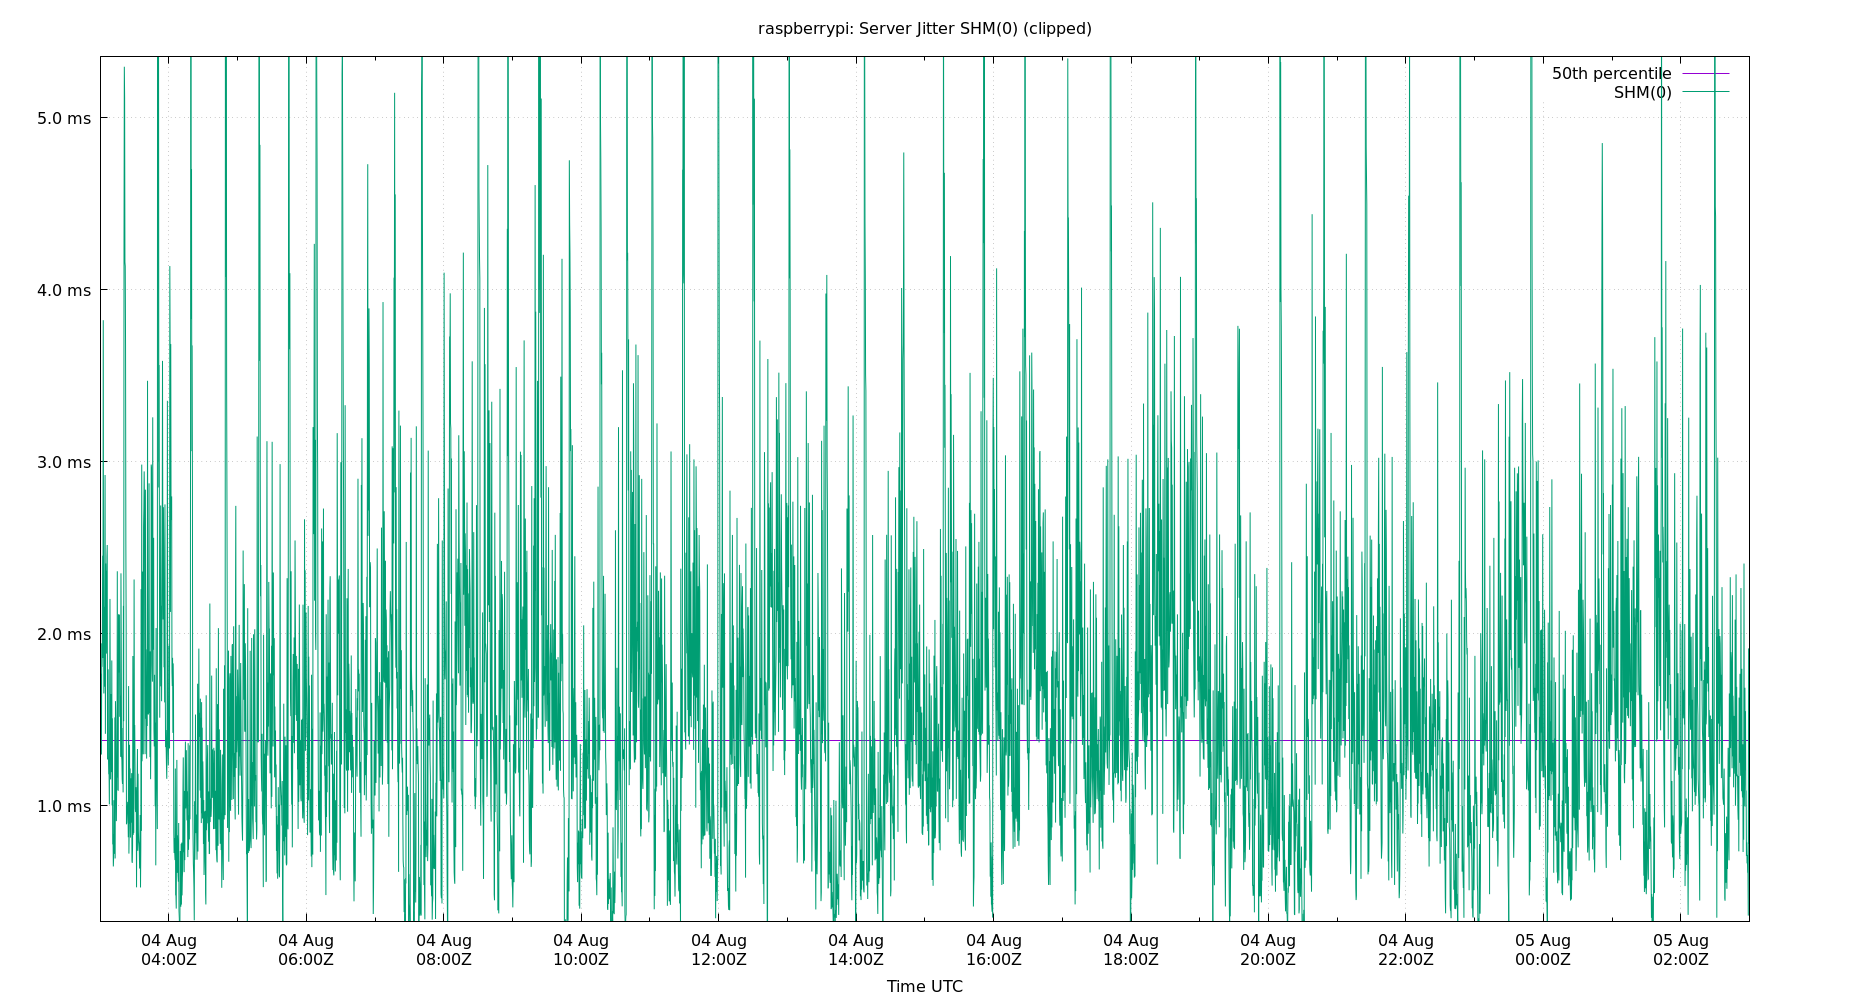 raspberrypi: Server Jitter SHM(0) (clipped)
50th percentile
SHM(0)
5.0 ms
4.0 ms
3.0 ms
2.0 ms
1.0 ms
04 Aug 04 Aug 04 Aug 04 Aug 04 Aug 04 Aug 04 Aug 04 Aug 04 Aug 04 Aug 05 Aug 05 Aug
04:00Z 06:00Z 08:00Z 10:00Z 12:00Z 14:00Z 16:00Z 18:00Z 20:00Z 22:00Z 00:00Z 02:00Z
Time UTC